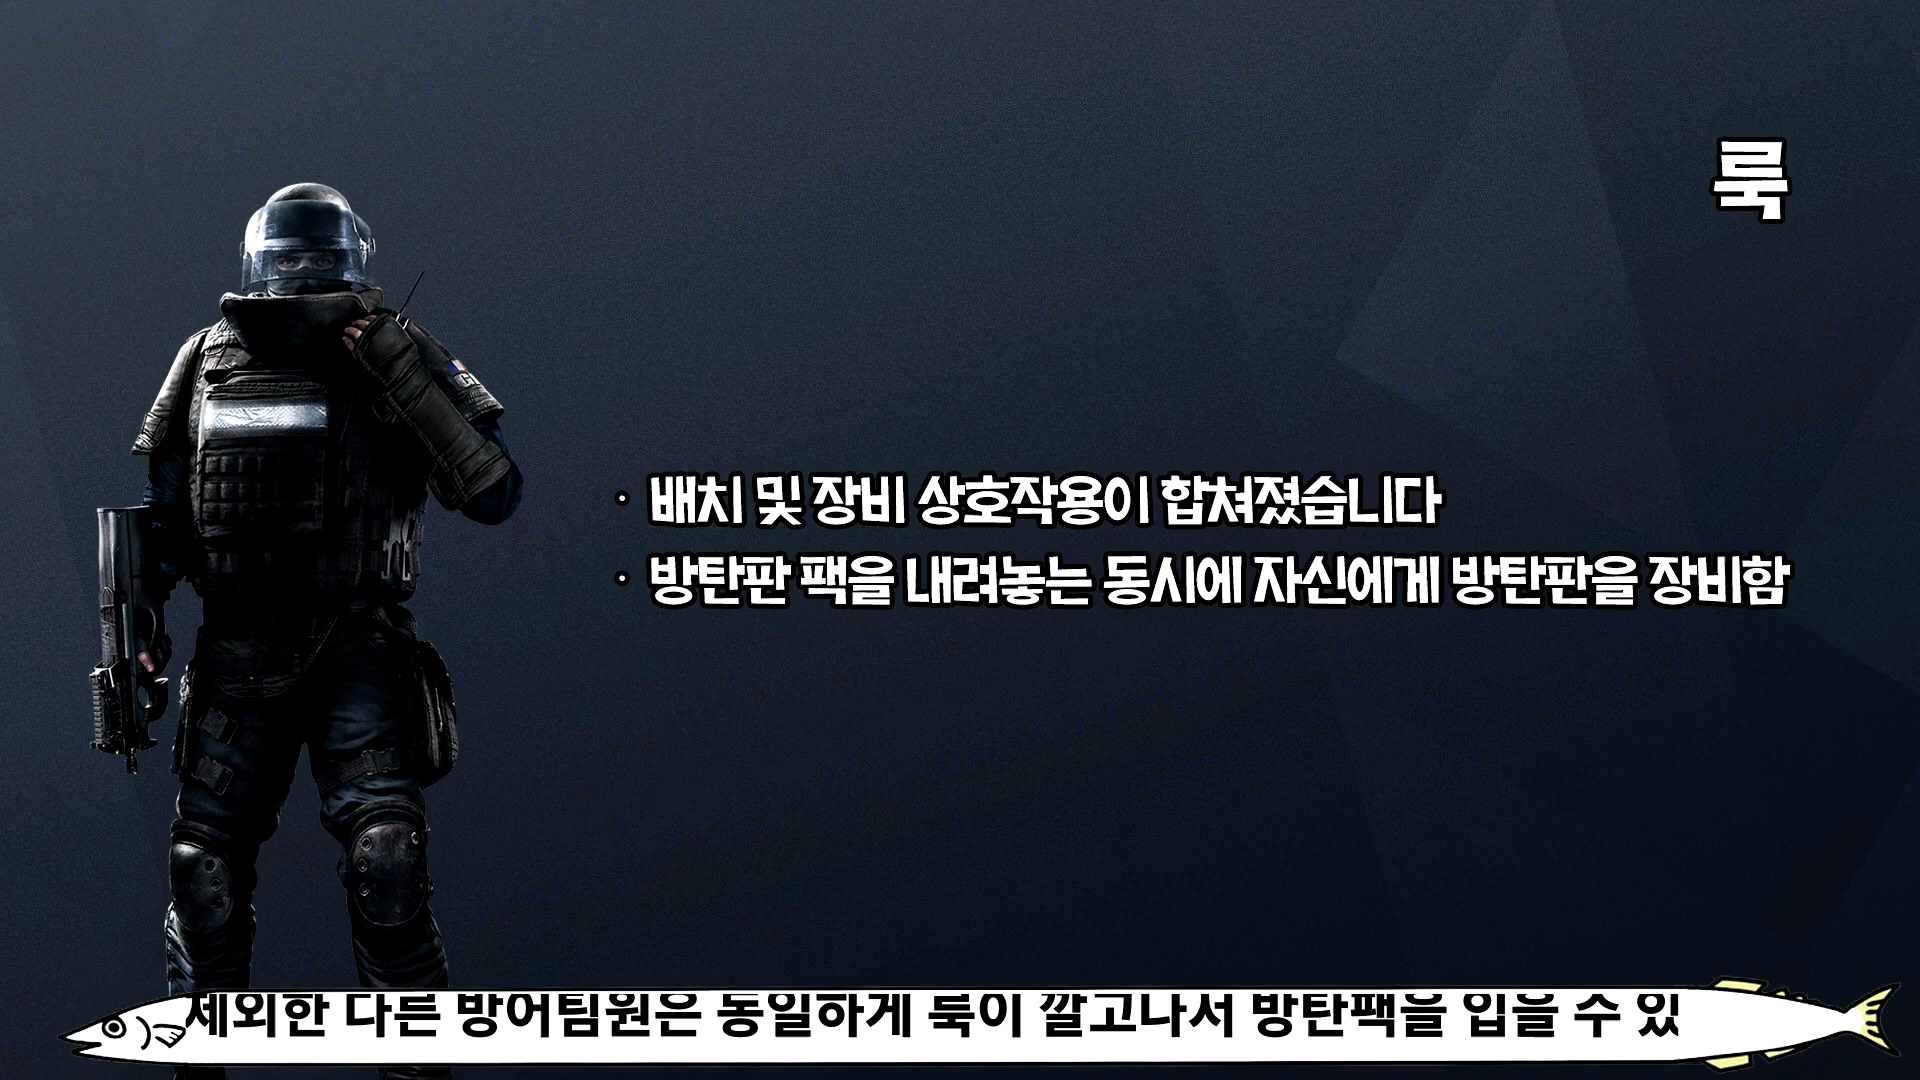 룩
· 배치 및 장비 상호작용이 합쳐졌습니다
· 방탄판 팩을 내려놓는 동시에 자신에게 방탄판을 장비함
제외한 다른 방어팀원은 동일하게 룩이 깔고나서 방탄팩을 입을 수 있